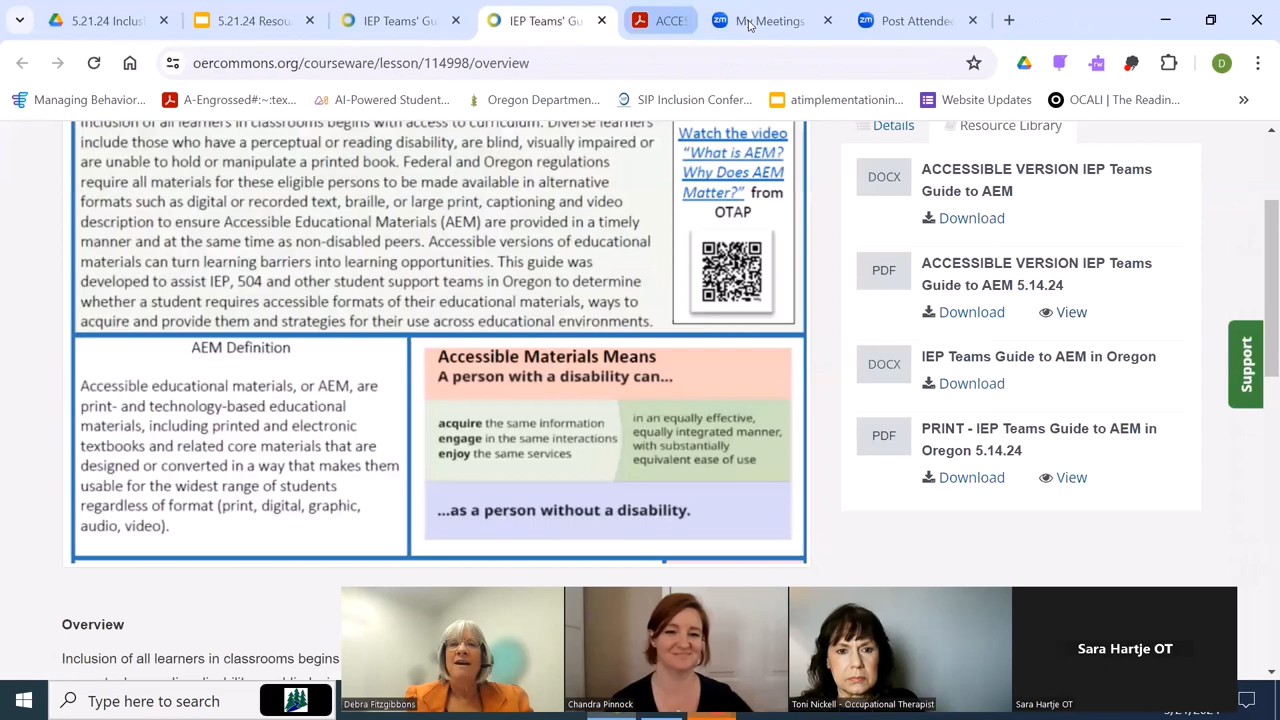 5.21.24 Inclus
5.21.24 Resou
IEP Teams' Gu
IEP Teams' Gu
ACCES
zm
My Meetings
zm
Post Attende
oercommons.org/courseware/lesson/114998/overview
D
Managing Behavior...
A-Engrossed#:~:tex...
AI-Powered Student...
Oregon Departmen...
SIP Inclusion Confer...
atimplementationin...
Website Updates
OCALI | The Readin...
inclusion of all learners in classrooms begins with access to curriculum. Diverse learners
include those who have a perceptual or reading disability, are blind, visually impaired or
are unable to hold or manipulate a printed book. Federal and Oregon regulations
require all materials for these eligible persons to be made available in alternative
formats such as digital or recorded text, braille, or large print, captioning and video
description to ensure Accessible Educational Materials (AEM) are provided in a timely
manner and at the same time as non-disabled peers. Accessible versions of educational
materials can turn learning barriers into learning opportunities. This guide was
developed to assist IEP, 504 and other student support teams in Oregon to determine
whether a student requires accessible formats of their educational materials, ways to
acquire and provide them and strategies for their use across educational environments.
Watch the video
"What is AEM?
Why Does AEM
Matter?" from
OTAP
AEM Definition
Accessible educational materials, or AEM, are
print- and technology-based educational
materials, including printed and electronic
textbooks and related core materials that are
designed or converted in a way that makes them
usable for the widest range of students
regardless of format (print, digital, graphic,
audio, video).
Accessible Materials Means
A person with a disability can...
acquire the same information
engage in the same interactions
enjoy the same services
in an equally effective,
equally integrated manner,
with substantially
equivalent ease of use
...as a person without a disability.
Details
Resource Library
DOCX
ACCESSIBLE VERSION IEP Teams
Guide to AEM
Download
PDF
ACCESSIBLE VERSION IEP Teams
Guide to AEM 5.14.24
Download
View
DOCX
IEP Teams Guide to AEM in Oregon
Download
PDF
PRINT - IEP Teams Guide to AEM in
Oregon 5.14.24
Download
View
Support
Overview
Inclusion of all learners in classrooms begins
Debra Fitzgibbons
Chandra Pinnock
Toni Nickell - Occupational Therapist
Sara Hartje OT
Sara Hartje OT
Type here to search